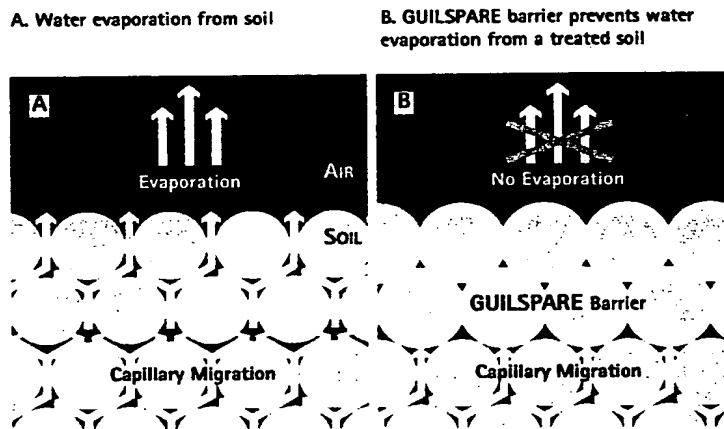 A. Water evaporation from soil
B. GUILSPARE barrier prevents water
evaporation from a treated soil
A
Evaporation
AIR
SOIL
Capillary Migration
B
No Evaporation
GUILSPARE Barrier
Capillary Migration